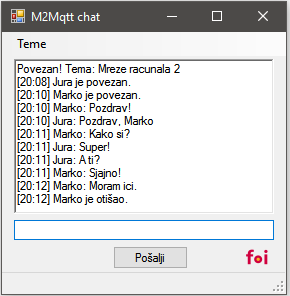 M2Mqtt chat
Teme
Povezan! Tema: Mreze racunala 2
[20:08] Jura je povezan.
[20:10] Marko je povezan.
[20:10] Marko: Pozdrav!
[20:10] Jura: Pozdrav, Marko
[20:11] Marko: Kako si?
[20:11] Jura: Super!
[20:11] Jura: A ti?
[20:11] Marko: Sjajno!
[20:12] Marko: Moram ici.
[20:12] Marko je otišao.
Pošalji
foi